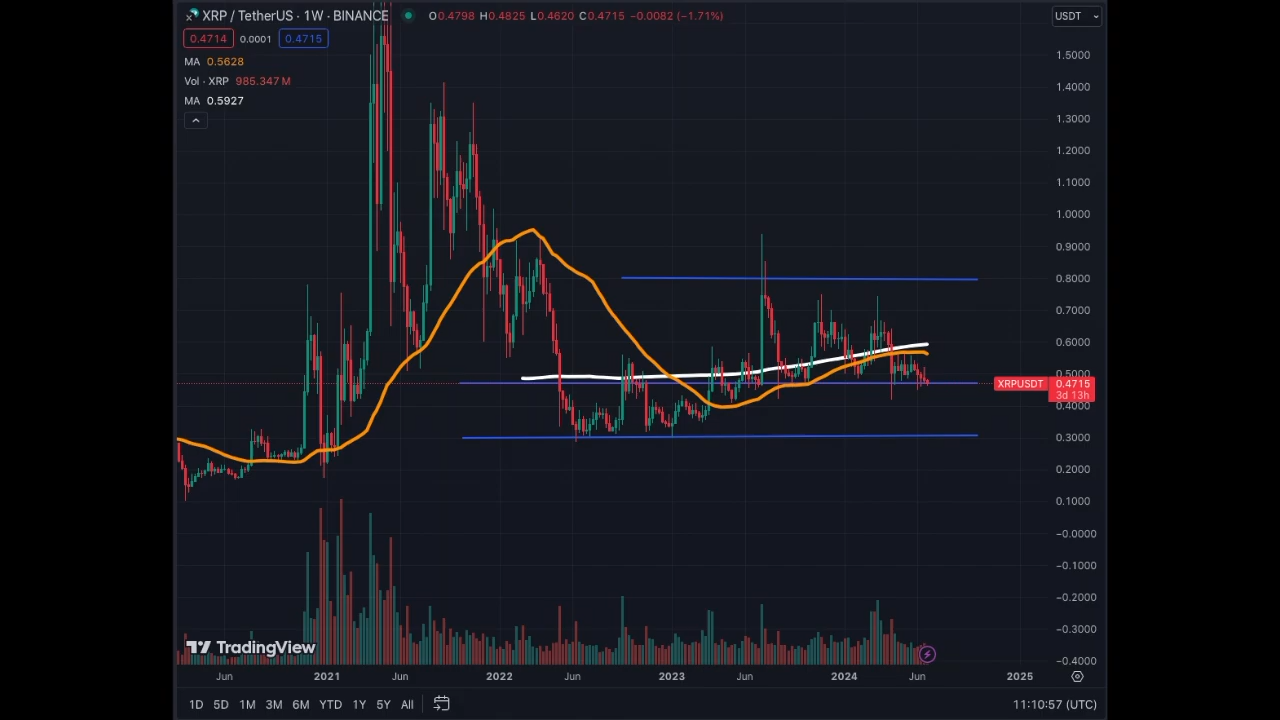 XRP / TetherUS · 1W · BINANCE O0.4798 H0.4825 L0.4620 C0.4715 −0.0082 (−1.71%)
USDT
0.4714 0.0001 0.4715
MA 0.5628
Vol · XRP 985.347 M
MA 0.5927
1.5000
1.4000
1.3000
1.2000
1.1000
1.0000
0.9000
0.8000
0.7000
0.6000
0.5000
XRPUSDT 0.4715
3d 13h
0.4000
0.3000
0.2000
0.1000
−0.0000
−0.1000
−0.2000
−0.3000
−0.4000
TradingView
Jun 2021 Jun 2022 Jun 2023 Jun 2024 Jun 2025
1D 5D 1M 3M 6M YTD 1Y 5Y All
11:10:57 (UTC)